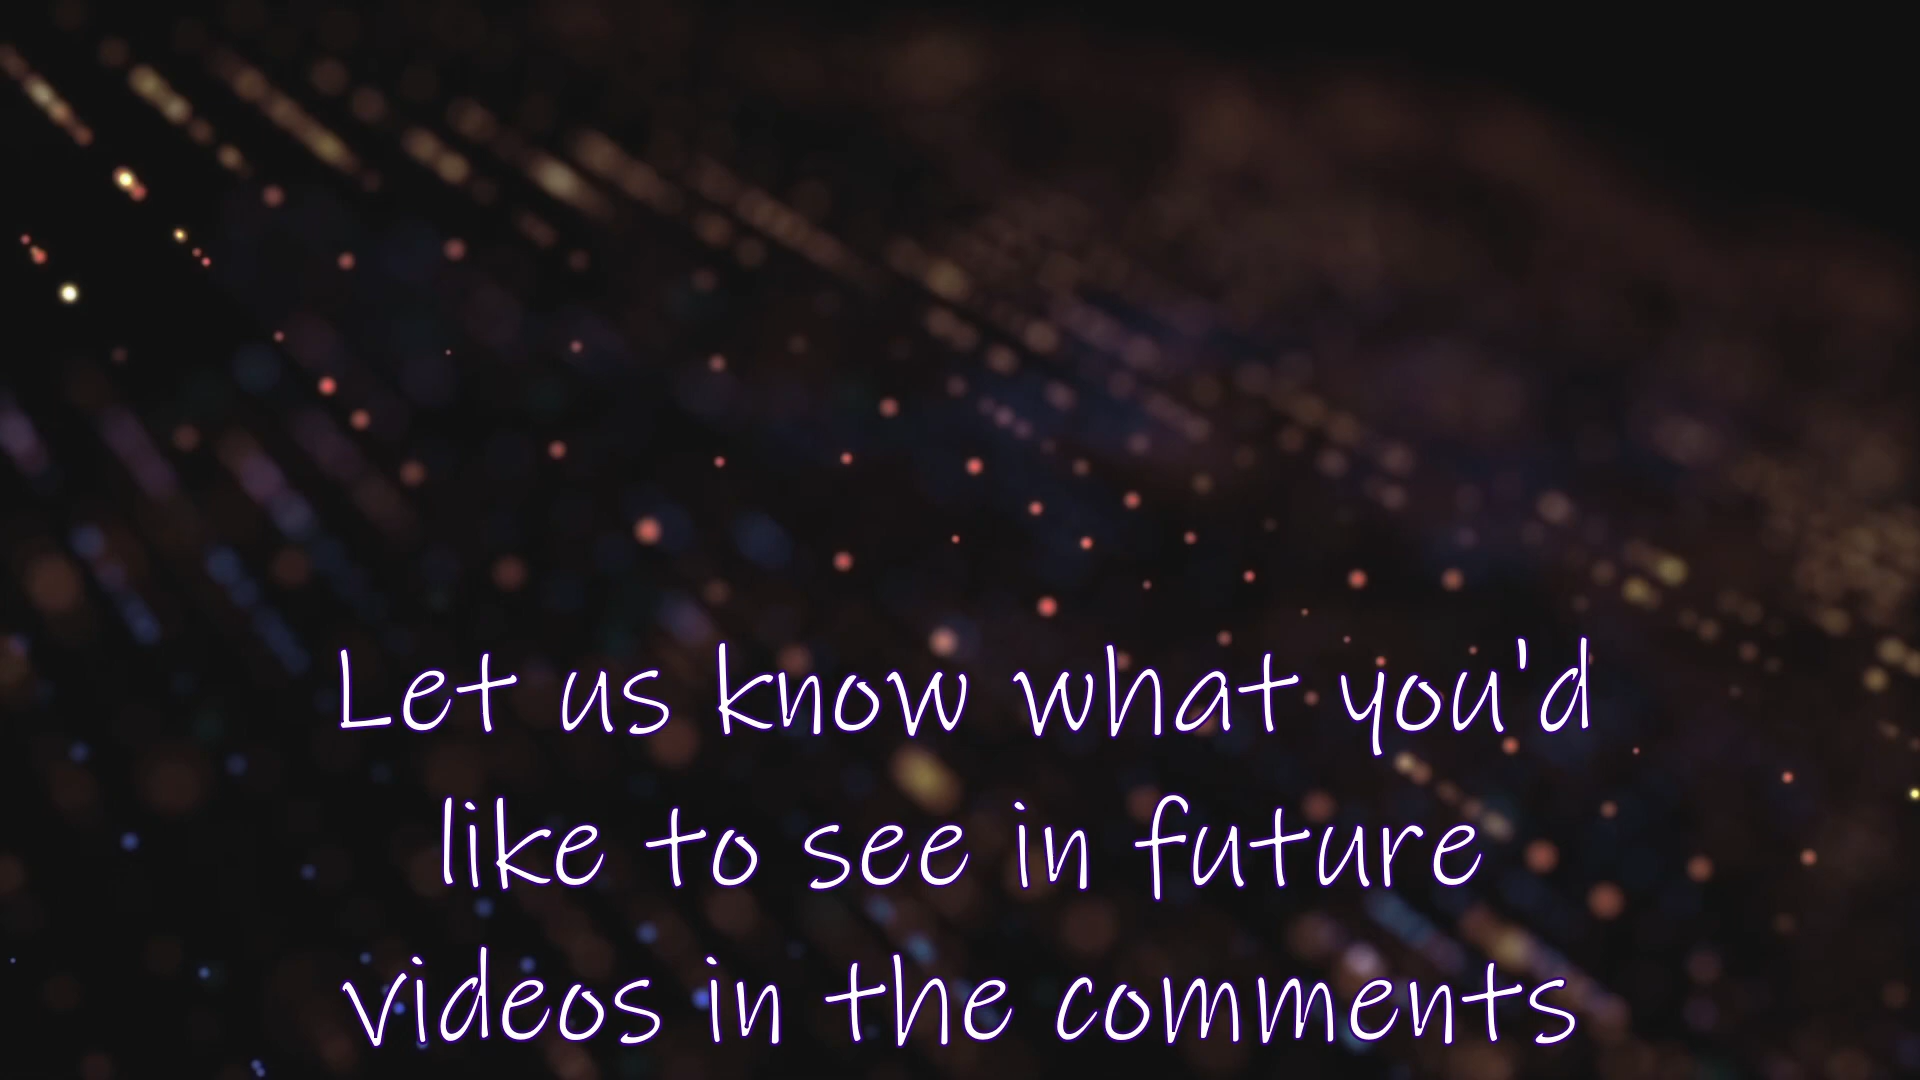 Let us know what you'd
like to see in future
videos in the comments